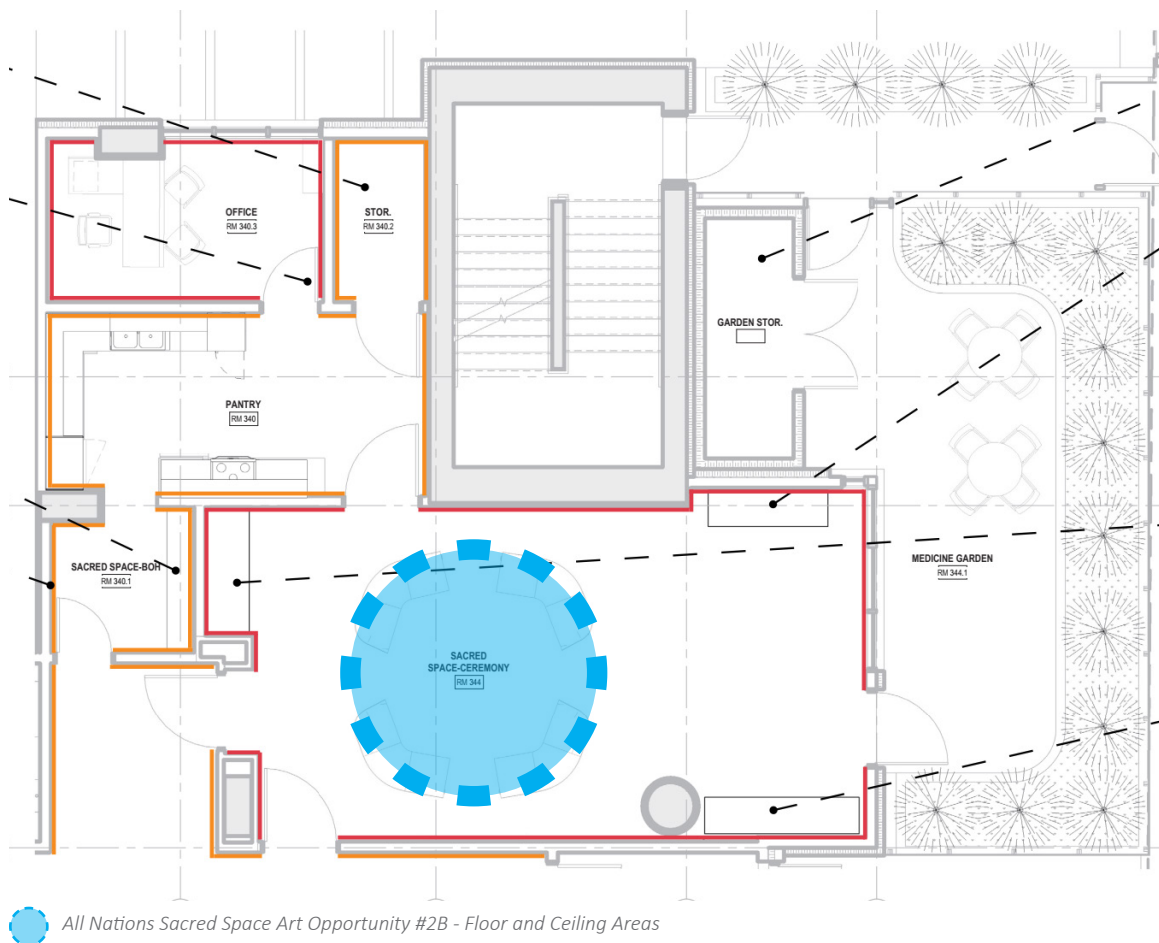 OFFICE
RM 340.3
STOR.
RM 340.2
GARDEN STOR.
PANTRY
RM 340
SACRED SPACE-BOH
RM 340.1
MEDICINE GARDEN
RM 344.1
SACRED
SPACE-CEREMONY
RM 344
All Nations Sacred Space Art Opportunity #2B - Floor and Ceiling Areas